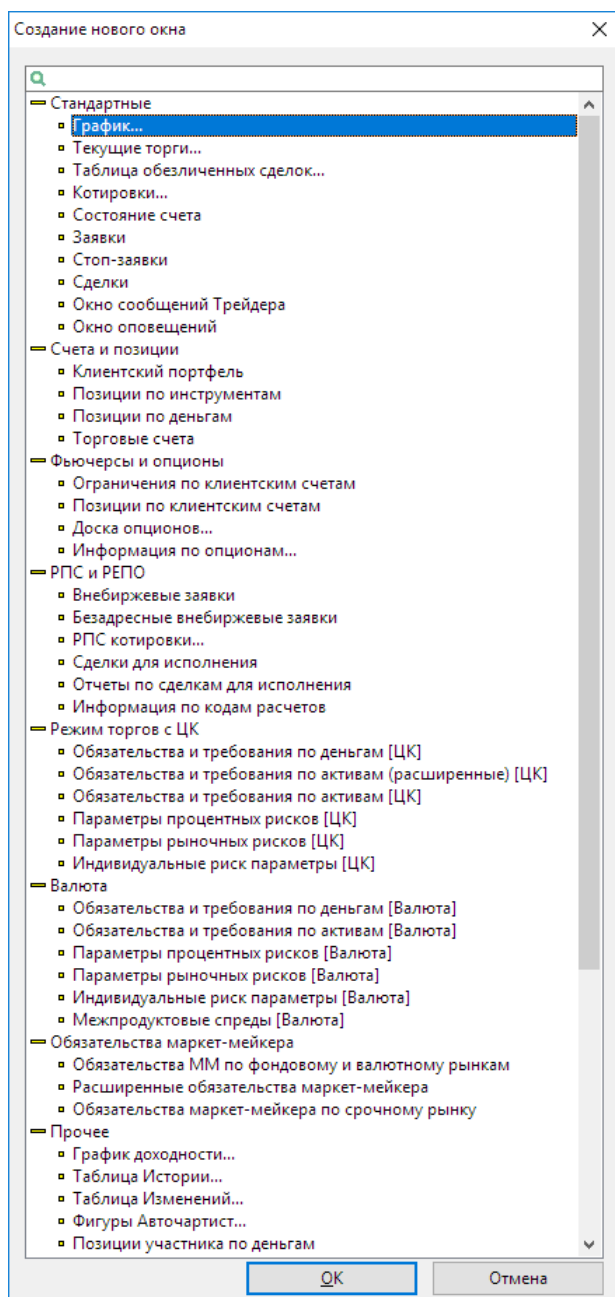 Создание нового окна
Стандартные
График...
Текущие торги...
Таблица обезличенных сделок...
Котировки...
Состояние счета
Заявки
Стоп-заявки
Сделки
Окно сообщений Трейдера
Окно оповещений
Счета и позиции
Клиентский портфель
Позиции по инструментам
Позиции по деньгам
Торговые счета
Фьючерсы и опционы
Ограничения по клиентским счетам
Позиции по клиентским счетам
Доска опционов...
Информация по опционам...
РПС и РЕПО
Внебиржевые заявки
Безадресные внебиржевые заявки
РПС котировки...
Сделки для исполнения
Отчеты по сделкам для исполнения
Информация по кодам расчетов
Режим торгов с ЦК
Обязательства и требования по деньгам [ЦК]
Обязательства и требования по активам (расширенные) [ЦК]
Обязательства и требования по активам [ЦК]
Параметры процентных рисков [ЦК]
Параметры рыночных рисков [ЦК]
Индивидуальные риск параметры [ЦК]
Валюта
Обязательства и требования по деньгам [Валюта]
Обязательства и требования по активам [Валюта]
Параметры процентных рисков [Валюта]
Параметры рыночных рисков [Валюта]
Индивидуальные риск параметры [Валюта]
Межпродуктовые спреды [Валюта]
Обязательства маркет-мейкера
Обязательства ММ по фондовому и валютному рынкам
Расширенные обязательства маркет-мейкера
Обязательства маркет-мейкера по срочному рынку
Прочее
График доходности...
Таблица Истории...
Таблица Изменений...
Фигуры Авточартист...
Позиции участника по деньгам
OK Отмена